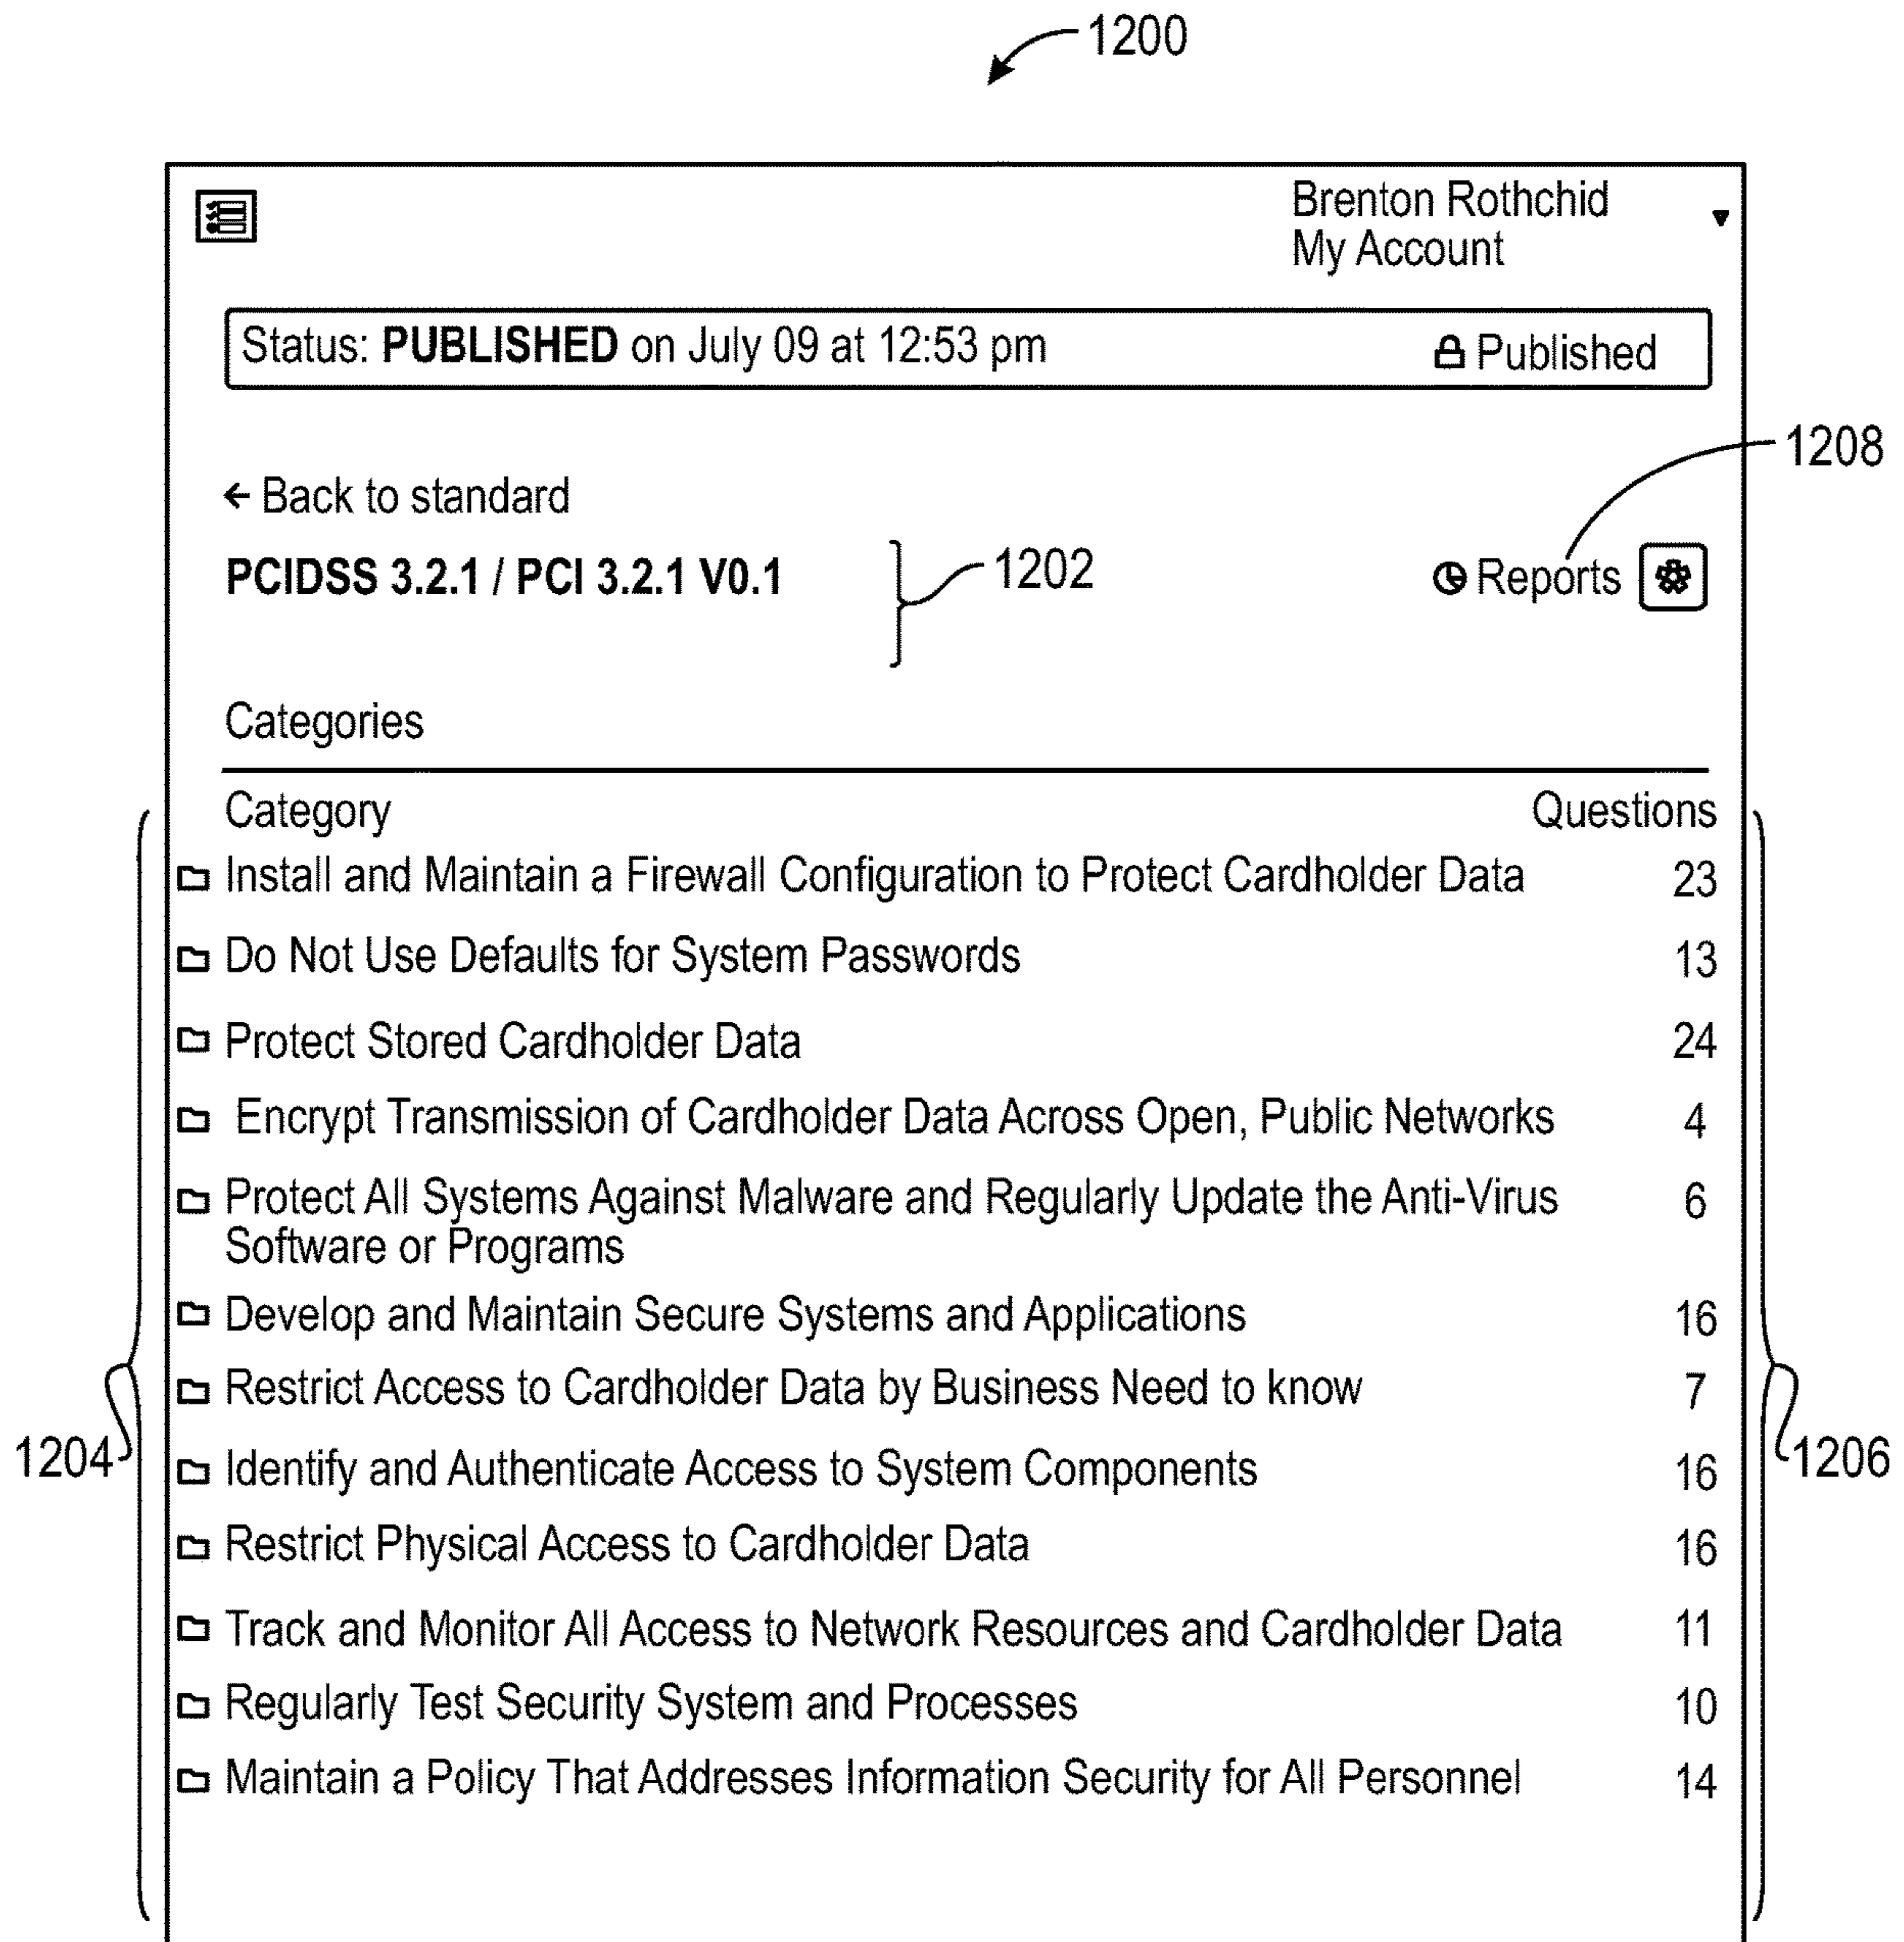 1200
Brenton Rothchid
My Account
Status: PUBLISHED on July 09 at 12:53 pm Published
1208
← Back to standard
PCIDSS 3.2.1 / PCI 3.2.1 V0.1 1202 Reports
Categories
Category Questions
Install and Maintain a Firewall Configuration to Protect Cardholder Data 23
Do Not Use Defaults for System Passwords 13
Protect Stored Cardholder Data 24
Encrypt Transmission of Cardholder Data Across Open, Public Networks 4
Protect All Systems Against Malware and Regularly Update the Anti-Virus 6
Software or Programs
Develop and Maintain Secure Systems and Applications 16
Restrict Access to Cardholder Data by Business Need to know 7
1204 Identify and Authenticate Access to System Components 16 1206
Restrict Physical Access to Cardholder Data 16
Track and Monitor All Access to Network Resources and Cardholder Data 11
Regularly Test Security System and Processes 10
Maintain a Policy That Addresses Information Security for All Personnel 14